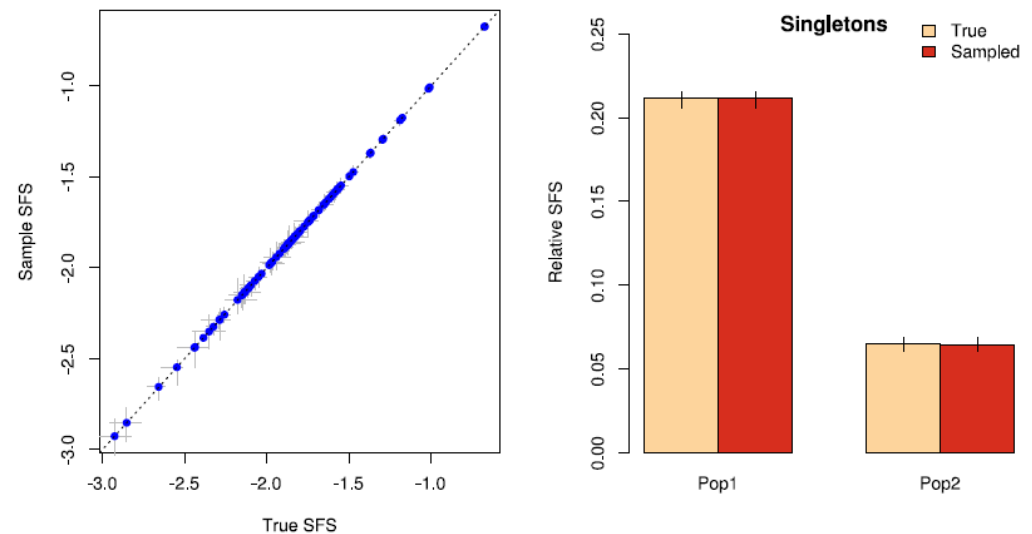 Sample SFS
-1.0
-1.5
-2.0
-2.5
-3.0
-3.0 -2.5 -2.0 -1.5 -1.0
True SFS
Singletons
True
Sampled
Relative SFS
0.25
0.20
0.15
0.10
0.05
0.00
Pop1 Pop2